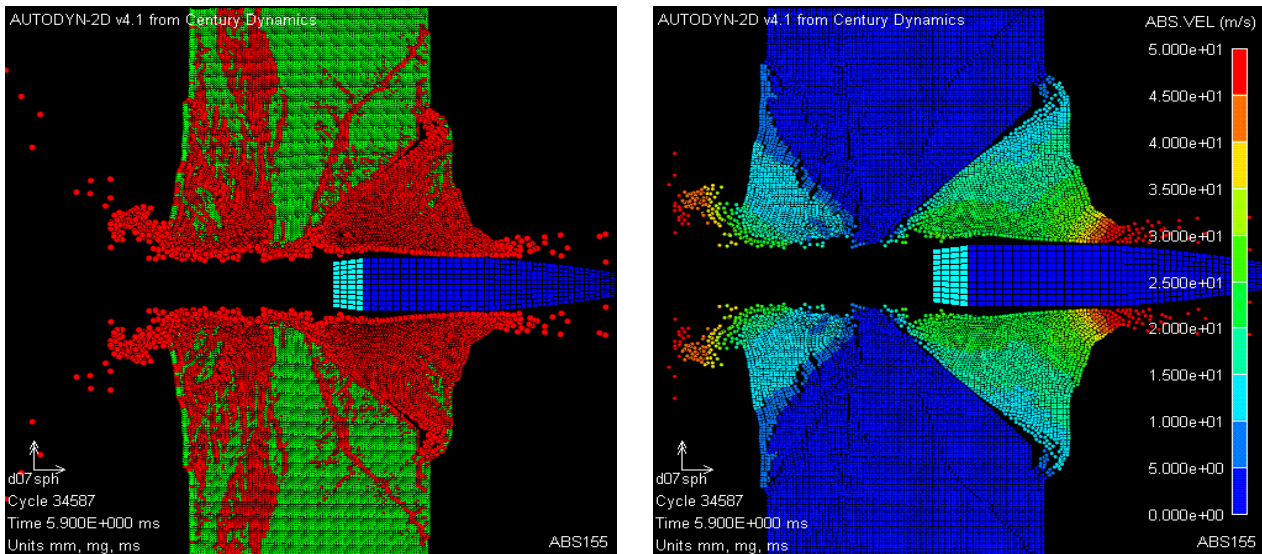 AUTODYN-2D v4.1 from Century Dynamics
d07sph
Cycle 34587
Time 5.900E+000 ms
Units mm, mg, ms
ABS155
AUTODYN-2D v4.1 from Century Dynamics
ABS.VEL (m/s)
5.000e+01
4.500e+01
4.000e+01
3.500e+01
3.000e+01
2.500e+01
2.000e+01
1.500e+01
1.000e+01
5.000e+00
0.000e+00
d07sph
Cycle 34587
Time 5.900E+000 ms
Units mm, mg, ms
ABS155